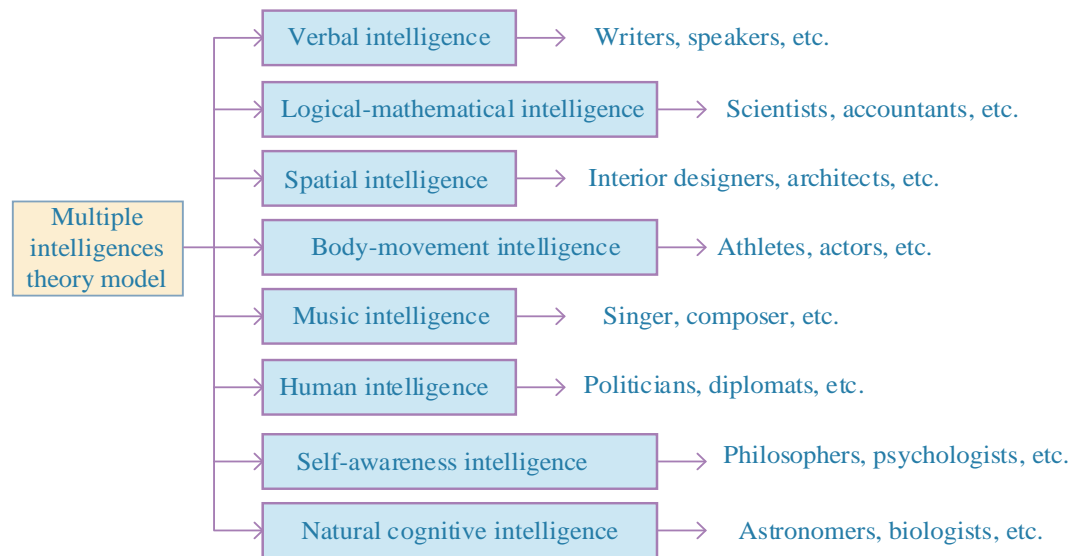 Verbal intelligence
Writers, speakers, etc.
Logical-mathematical intelligence
Scientists, accountants, etc.
Spatial intelligence
Interior designers, architects, etc.
Multiple
intelligences
theory model
Body-movement intelligence
Athletes, actors, etc.
Music intelligence
Singer, composer, etc.
Human intelligence
Politicians, diplomats, etc.
Self-awareness intelligence
Philosophers, psychologists, etc.
Natural cognitive intelligence
Astronomers, biologists, etc.